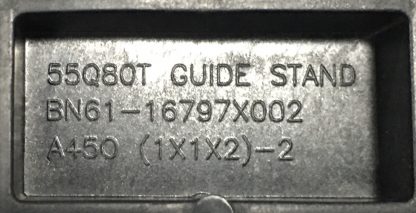 55Q80T GUIDE STAND
BN61-16797X002
A450 (1X1X2)-2